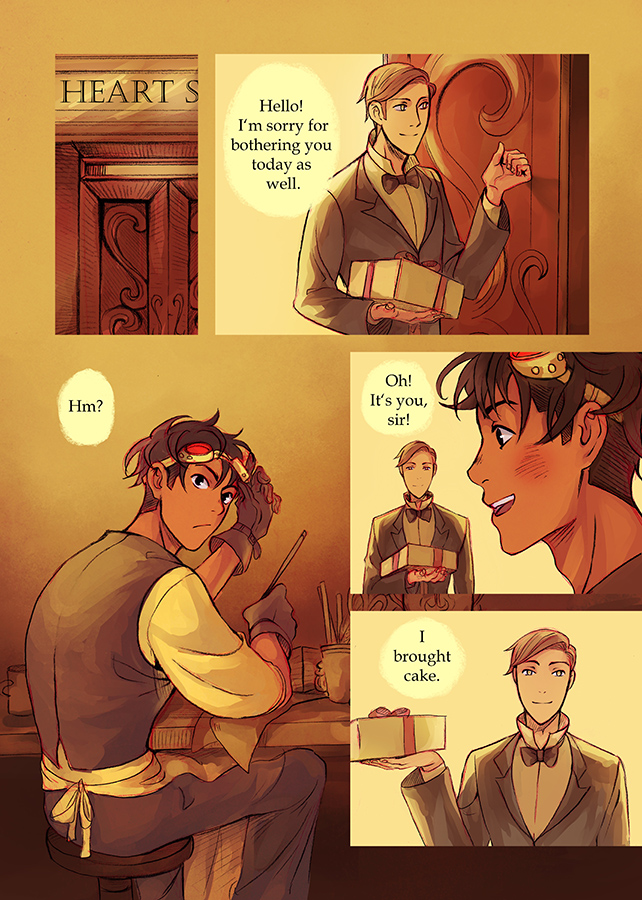 HEART S
Hello!
I'm sorry for
bothering you
today as
well.
Hm?
Oh!
It's you,
sir!
I
brought
cake.